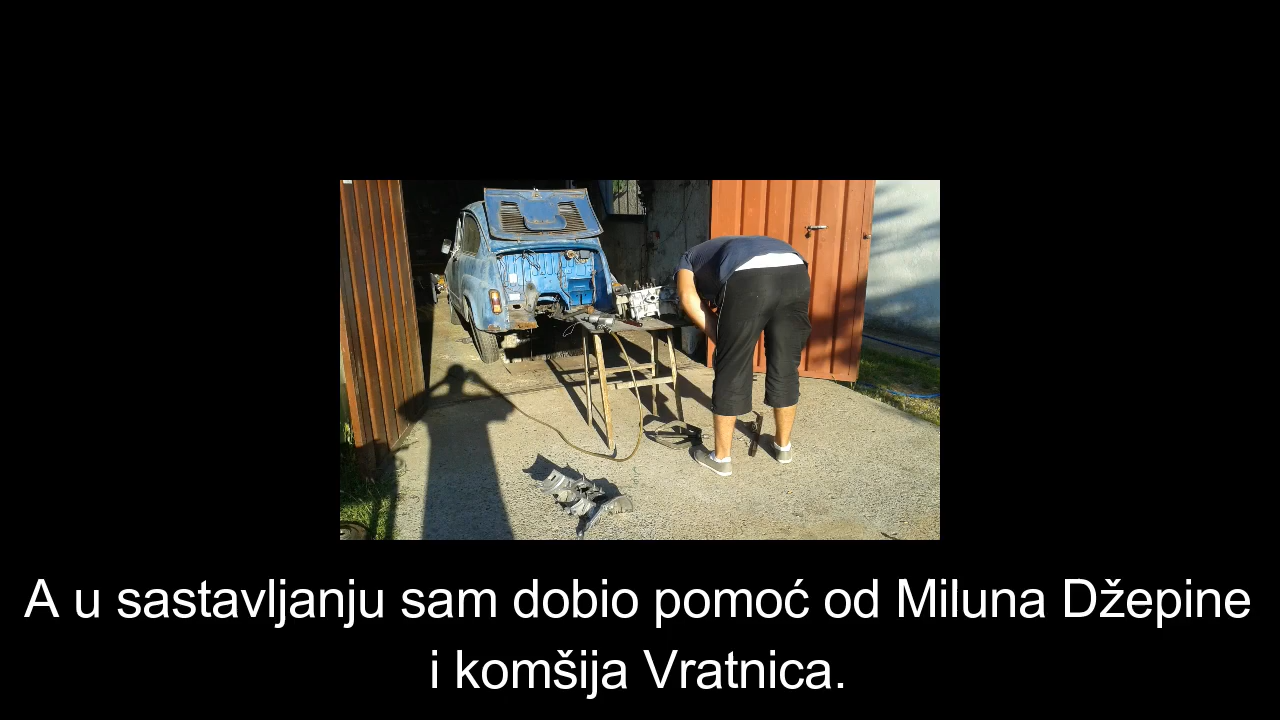 A u sastavljanju sam dobio pomoć od Miluna Džepine
i komšija Vratnica.